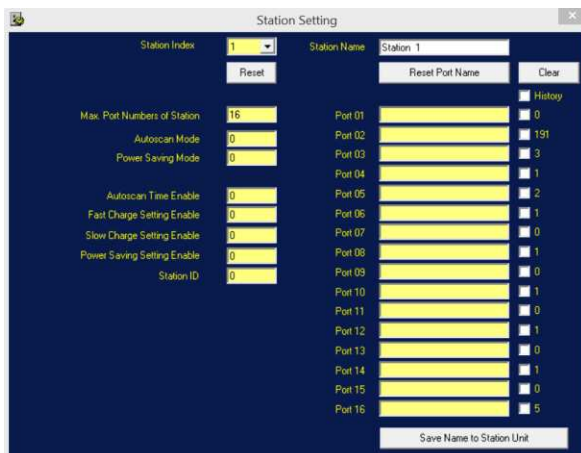 Station Setting
Station Index 1 Station Name Station 1
Reset Reset Port Name Clear
History
Max. Port Numbers of Station 16 Port 01 0
Autoscan Mode 0 Port 02 191
Power Saving Mode 0 Port 03 3
Port 04 1
Autoscan Time Enable 0 Port 05 2
Fast Charge Setting Enable 0 Port 06 1
Slow Charge Setting Enable 0 Port 07 0
Power Saving Setting Enable 0 Port 08 1
Station ID 0 Port 09 0
Port 10 1
Port 11 0
Port 12 1
Port 13 0
Port 14 1
Port 15 0
Port 16 5
Save Name to Station Unit